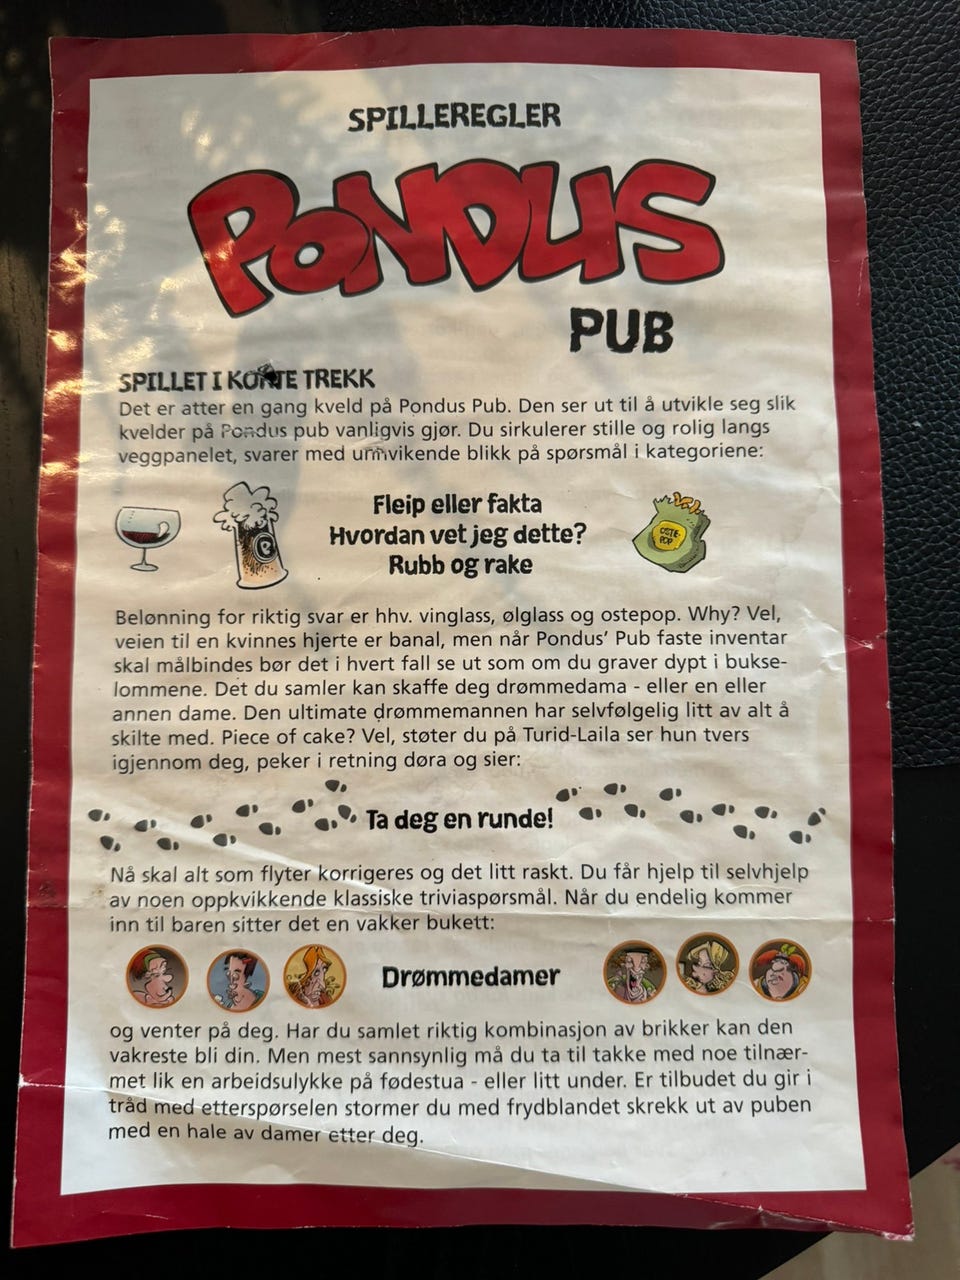 SPILLEREGLER
PONDUS
PUB
SPILLET I KORTE TREKK
Det er atter en gang kveld på Pondus Pub. Den ser ut til å utvikle seg slik
kvelder på Pondus pub vanligvis gjør. Du sirkulerer stille og rolig langs
veggpanelet, svarer med unnvikende blikk på spørsmål i kategoriene:
Fleip eller fakta
Hvordan vet jeg dette?
Rubb og rake
OSTE-
POP
Belønning for riktig svar er hhv. vinglass, ølglass og ostepop. Why? Vel,
veien til en kvinnes hjerte er banal, men når Pondus' Pub faste inventar
skal målbindes bør det i hvert fall se ut som om du graver dypt i bukse-
lommene. Det du samler kan skaffe deg drømmedama - eller en eller
annen dame. Den ultimate drømmemannen har selvfølgelig litt av alt å
skilte med. Piece of cake? Vel, støter du på Turid-Laila ser hun tvers
igjennom deg, peker i retning døra og sier:
Ta deg en runde!
Nå skal alt som flyter korrigeres og det litt raskt. Du får hjelp til selvhjelp
av noen oppkvikkende klassiske triviaspørsmål. Når du endelig kommer
inn til baren sitter det en vakker bukett:
Drømmedamer
og venter på deg. Har du samlet riktig kombinasjon av brikker kan den
vakreste bli din. Men mest sannsynlig må du ta til takke med noe tilnær-
met lik en arbeidsulykke på fødestua - eller litt under. Er tilbudet du gir i
tråd med etterspørselen stormer du med frydblandet skrekk ut av puben
med en hale av damer etter deg.